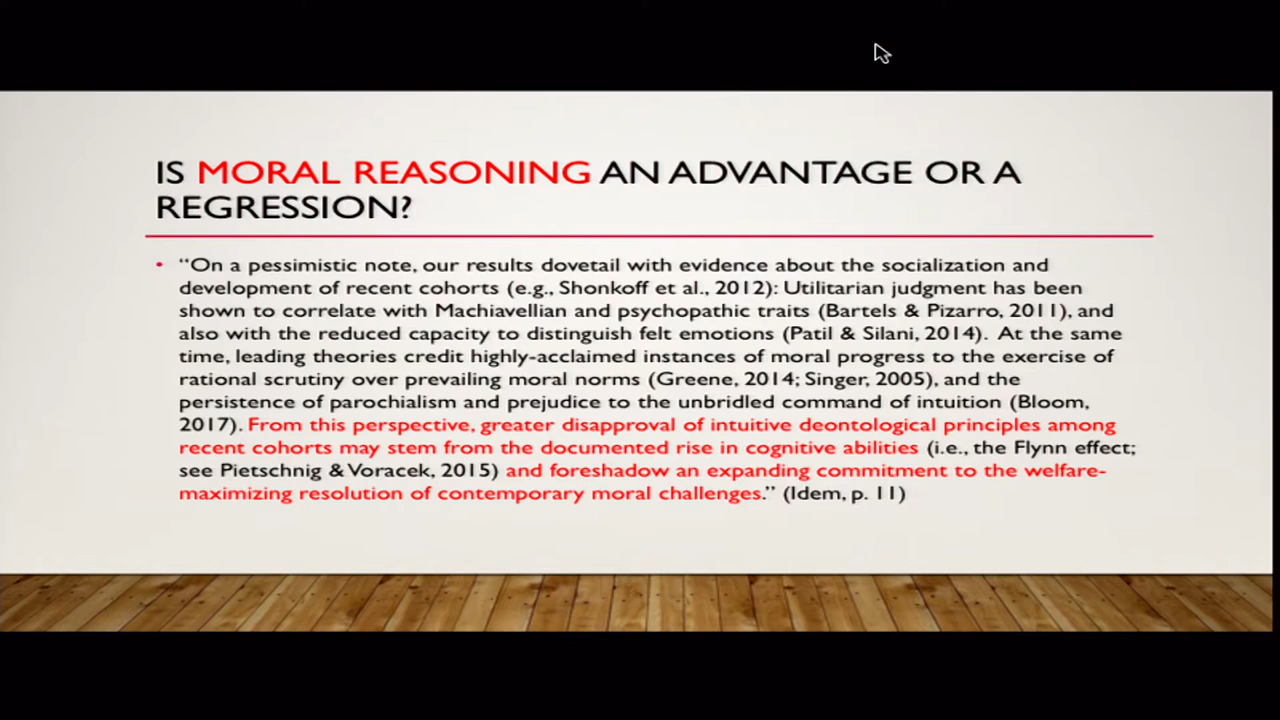 IS MORAL REASONING AN ADVANTAGE OR A
REGRESSION?
• “On a pessimistic note, our results dovetail with evidence about the socialization and
development of recent cohorts (e.g., Shonkoff et al., 2012): Utilitarian judgment has been
shown to correlate with Machiavellian and psychopathic traits (Bartels & Pizarro, 2011), and
also with the reduced capacity to distinguish felt emotions (Patil & Silani, 2014). At the same
time, leading theories credit highly-acclaimed instances of moral progress to the exercise of
rational scrutiny over prevailing moral norms (Greene, 2014; Singer, 2005), and the
persistence of parochialism and prejudice to the unbridled command of intuition (Bloom,
2017). From this perspective, greater disapproval of intuitive deontological principles among
recent cohorts may stem from the documented rise in cognitive abilities (i.e., the Flynn effect;
see Pietschnig & Voracek, 2015) and foreshadow an expanding commitment to the welfare-
maximizing resolution of contemporary moral challenges.” (Idem, p. 11)